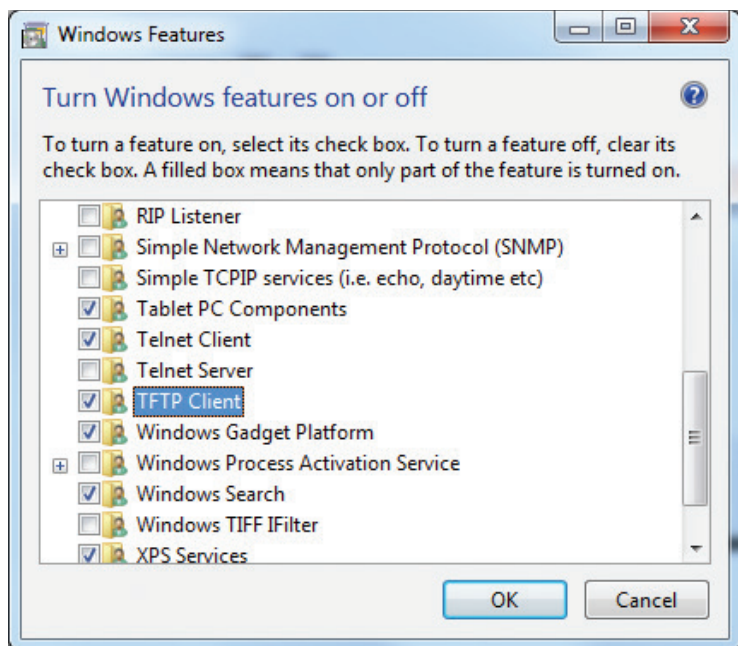 Windows Features
Turn Windows features on or off
To turn a feature on, select its check box. To turn a feature off, clear its
check box. A filled box means that only part of the feature is turned on.
RIP Listener
Simple Network Management Protocol (SNMP)
Simple TCPIP services (i.e. echo, daytime etc)
Tablet PC Components
Telnet Client
Telnet Server
TFTP Client
Windows Gadget Platform
Windows Process Activation Service
Windows Search
Windows TIFF IFilter
XPS Services
OK Cancel